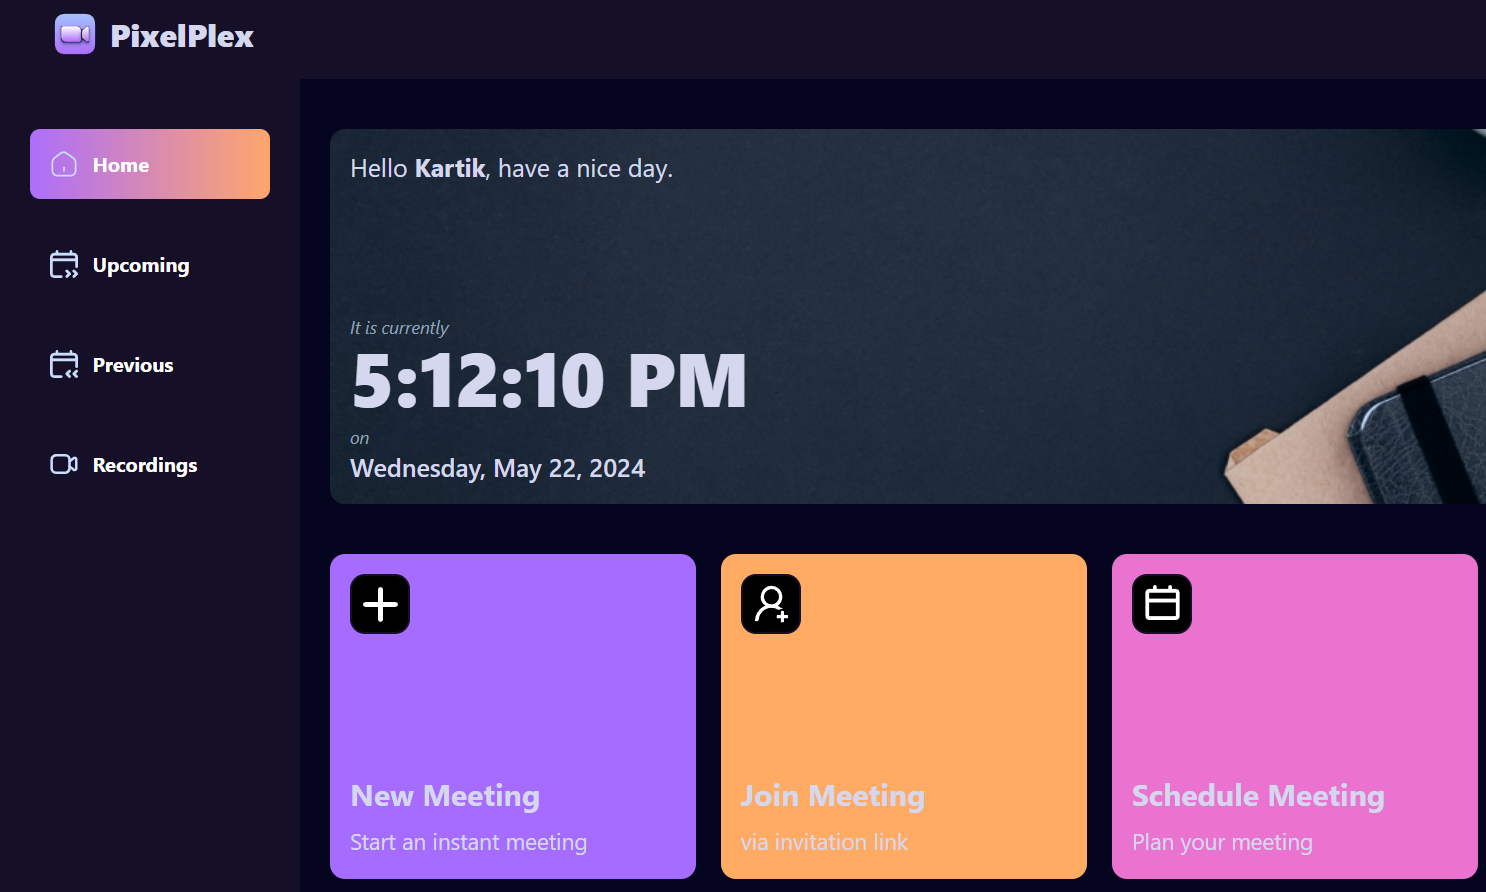 PixelPlex
Home
Upcoming
Previous
Recordings
Hello Kartik, have a nice day.
It is currently
5:12:10 PM
on
Wednesday, May 22, 2024
New Meeting
Start an instant meeting
Join Meeting
via invitation link
Schedule Meeting
Plan your meeting